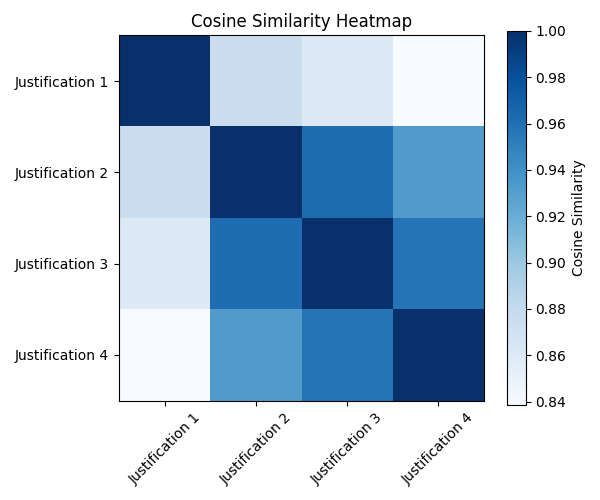 Cosine Similarity Heatmap
Justification 1
Justification 2
Justification 3
Justification 4
Justification 1
Justification 2
Justification 3
Justification 4
1.00
0.98
0.96
0.94
0.92
0.90
0.88
0.86
0.84
Cosine Similarity